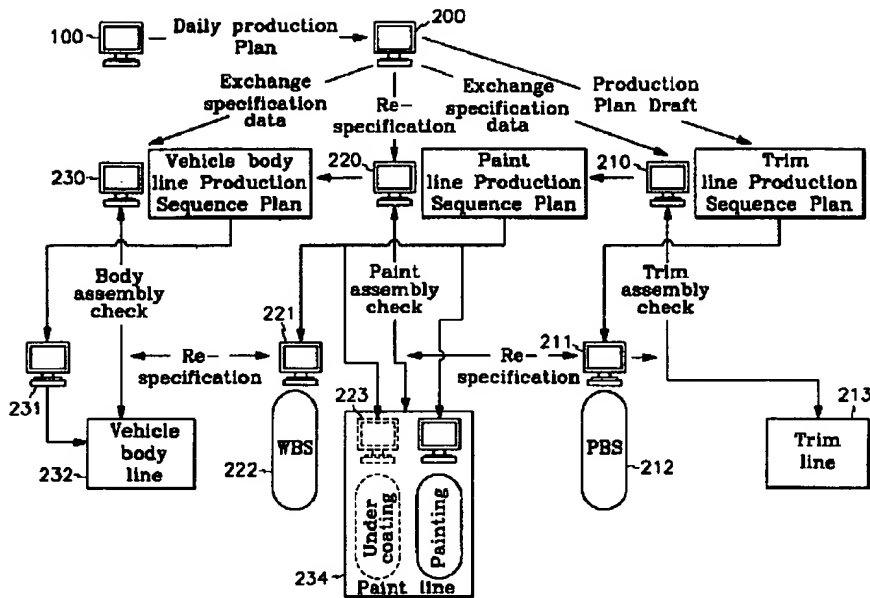 100
Daily production
Plan
200
Exchange
specification
data
Re-
specification
Exchange
specification
data
Production
Plan Draft
230
Vehicle body
line Production
Sequence Plan
220
Paint
line Production
Sequence Plan
210
Trim
line Production
Sequence Plan
Body
assembly
check
Paint
assembly
check
Trim
assembly
check
221
Re-
specification
Re-
specification
211
231
223
213
Vehicle
body
line
232
WBS
222
PBS
212
Trim
line
Under
coating
Painting
234
Paint line